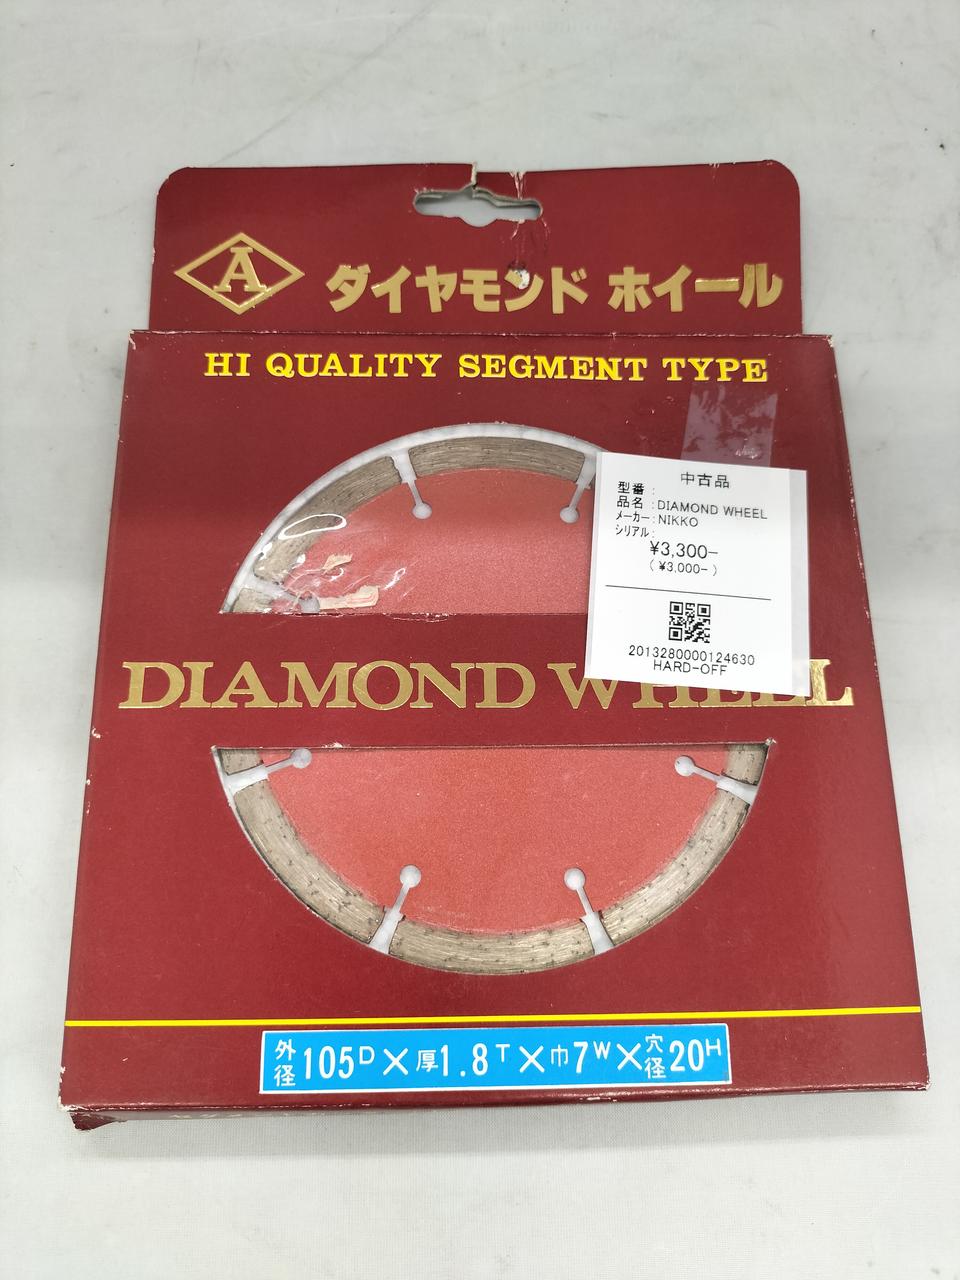 A
ダイヤモンド ホイール
HI QUALITY SEGMENT TYPE
中古品
型番 :
品名 : DIAMOND WHEEL
メーカー : NIKKO
シリアル :
¥3,300-
( ¥3,000- )
2013280000124630
HARD-OFF
DIAMOND WHEEL
外径105D×厚1.8T×巾7W×穴径20H